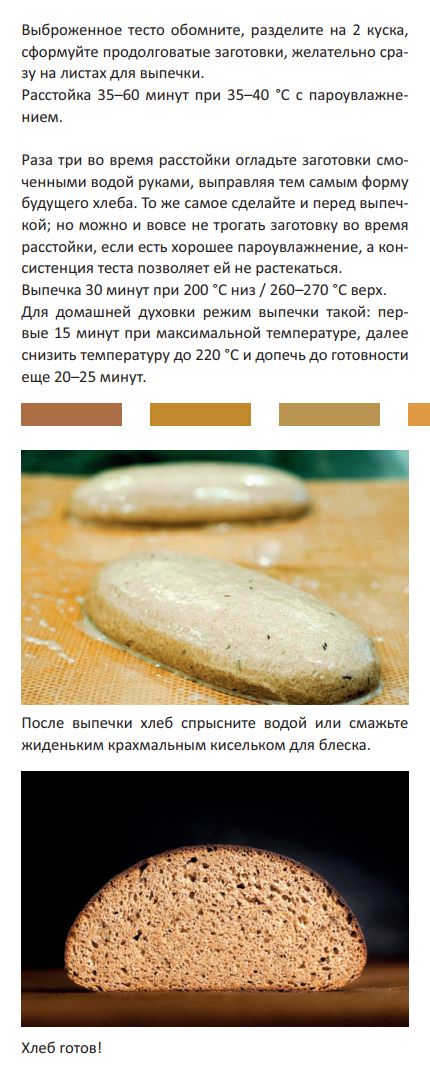 Выброженное тесто обомните, разделите на 2 куска,
сформуйте продолговатые заготовки, желательно сра-
зу на листах для выпечки.
Расстойка 35–60 минут при 35–40 °С с пароувлажне-
нием.
Раза три во время расстойки огладьте заготовки смо-
ченными водой руками, выправляя тем самым форму
будущего хлеба. То же самое сделайте и перед выпеч-
кой; но можно и вовсе не трогать заготовку во время
расстойки, если есть хорошее пароувлажнение, а кон-
систенция теста позволяет ей не растекаться.
Выпечка 30 минут при 200 °С низ / 260–270 °С верх.
Для домашней духовки режим выпечки такой: пер-
вые 15 минут при максимальной температуре, далее
снизить температуру до 220 °С и допечь до готовности
еще 20–25 минут.
После выпечки хлеб спрысните водой или смажьте
жиденьким крахмальным кисельком для блеска.
Хлеб готов!